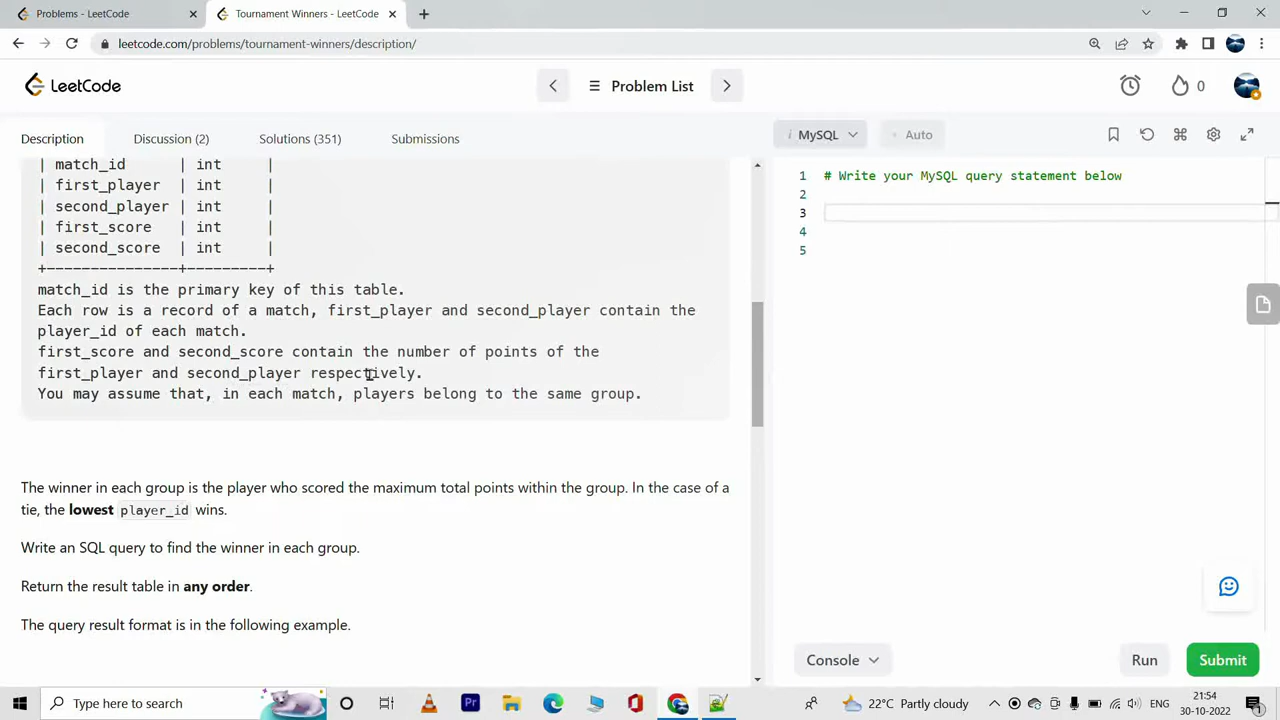 Problems - LeetCode
Tournament Winners - LeetCode
leetcode.com/problems/tournament-winners/description/
LeetCode
Problem List
0
Description
Discussion (2)
Solutions (351)
Submissions
MySQL
Auto
| match_id | int |
| first_player | int |
| second_player | int |
| first_score | int |
| second_score | int |
+---------------+---------+
match_id is the primary key of this table.
Each row is a record of a match, first_player and second_player contain the
player_id of each match.
first_score and second_score contain the number of points of the
first_player and second_player respectively.
You may assume that, in each match, players belong to the same group.
The winner in each group is the player who scored the maximum total points within the group. In the case of a
tie, the lowest player_id wins.
Write an SQL query to find the winner in each group.
Return the result table in any order.
The query result format is in the following example.
1 # Write your MySQL query statement below
2
3
4
5
Console
Run
Submit
Type here to search
Pr
22°C Partly cloudy
ENG
21:54
30-10-2022
1